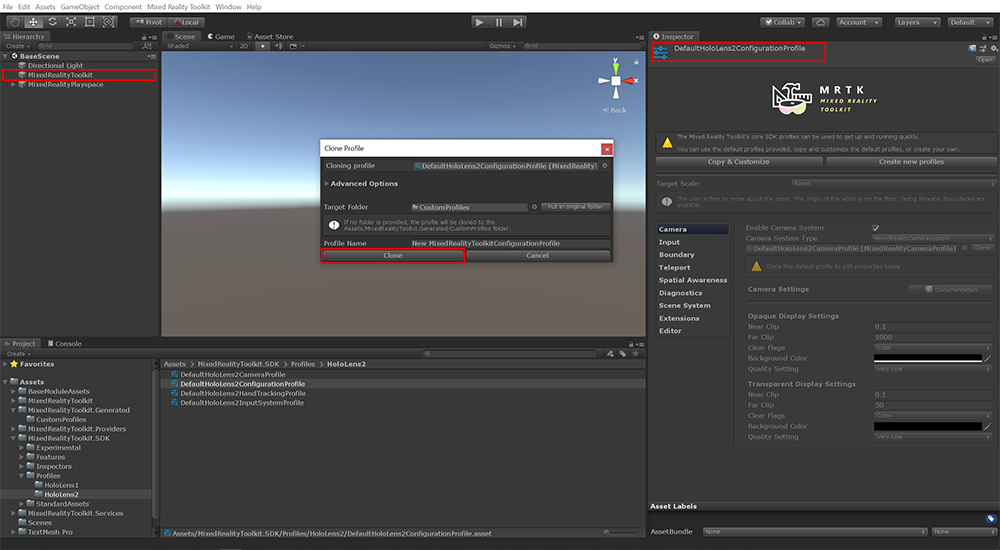 File Edit Assets GameObject Component Mixed Reality Toolkit Window Help
Pivot Local Collab Account Layers Default
Hierarchy
Create All
BaseScene
Directional Light
MixedRealityToolkit
MixedRealityPlayspace
Scene Game Asset Store
Shaded 2D Gizmos All
y
Back
Clone Profile
Cloning profile DefaultHoloLens2ConfigurationProfile (MixedReality
Advanced Options
Target Folder CustomProfiles Put in original folder
If no folder is provided, the profile will be cloned to the
Assets/MixedRealityToolkit.Generated/CustomProfiles folder.
Profile Name New MixedRealityToolkitConfigurationProfile
Clone Cancel
Inspector
DefaultHoloLens2ConfigurationProfile
Open
MRTK
MIXED REALITY
TOOLKIT
The Mixed Reality Toolkit's core SDK profiles can be used to get up and running quickly.
You can use the default profiles provided, copy and customize the default profiles, or create your own.
Copy & Customize Create new profiles
Target Scale: Room
The user is free to move about the room. The origin of the world is on the floor, facing forward. Boundaries are
available.
Camera
Input
Boundary
Teleport
Spatial Awareness
Diagnostics
Scene System
Extensions
Editor
Enable Camera System
Camera System Type MixedRealityCameraSystem
DefaultHoloLens2CameraProfile (MixedRealityCameraProfile) Clone
Clone this default profile to edit properties below
Camera Settings Documentation
Opaque Display Settings
Near Clip 0.1
Far Clip 1000
Clear Flags Color
Background Color
Quality Setting Very Low
Transparent Display Settings
Near Clip 0.1
Far Clip 50
Clear Flags Color
Background Color
Quality Setting Very Low
Asset Labels
AssetBundle None None
Project Console
Create
Favorites
Assets
BaseModuleAssets
MixedRealityToolkit
MixedRealityToolkit.Generated
CustomProfiles
MixedRealityToolkit.Providers
MixedRealityToolkit.SDK
Experimental
Features
Inspectors
Profiles
HoloLens1
HoloLens2
StandardAssets
MixedRealityToolkit.Services
Scenes
TextMesh Pro
Assets > MixedRealityToolkit.SDK > Profiles > HoloLens2
DefaultHoloLens2CameraProfile
DefaultHoloLens2ConfigurationProfile
DefaultHoloLens2HandTrackingProfile
DefaultHoloLens2InputSystemProfile
Assets/MixedRealityToolkit.SDK/Profiles/HoloLens2/DefaultHoloLens2ConfigurationProfile.asset